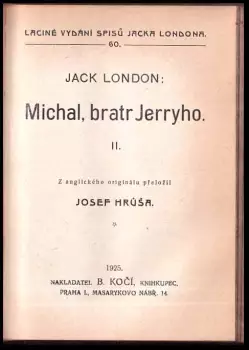 LACINÉ VYDÁNÍ SPISŮ JACKA LONDONA.
60.
JACK LONDON:
Michal, bratr Jerryho.
II.
Z anglického originálu přeložil
JOSEF HRŮŠA.
1925.
NAKLADATEL B. KOČÍ, KNIHKUPEC,
PRAHA I., MASARYKOVO NÁBŘ. 14.